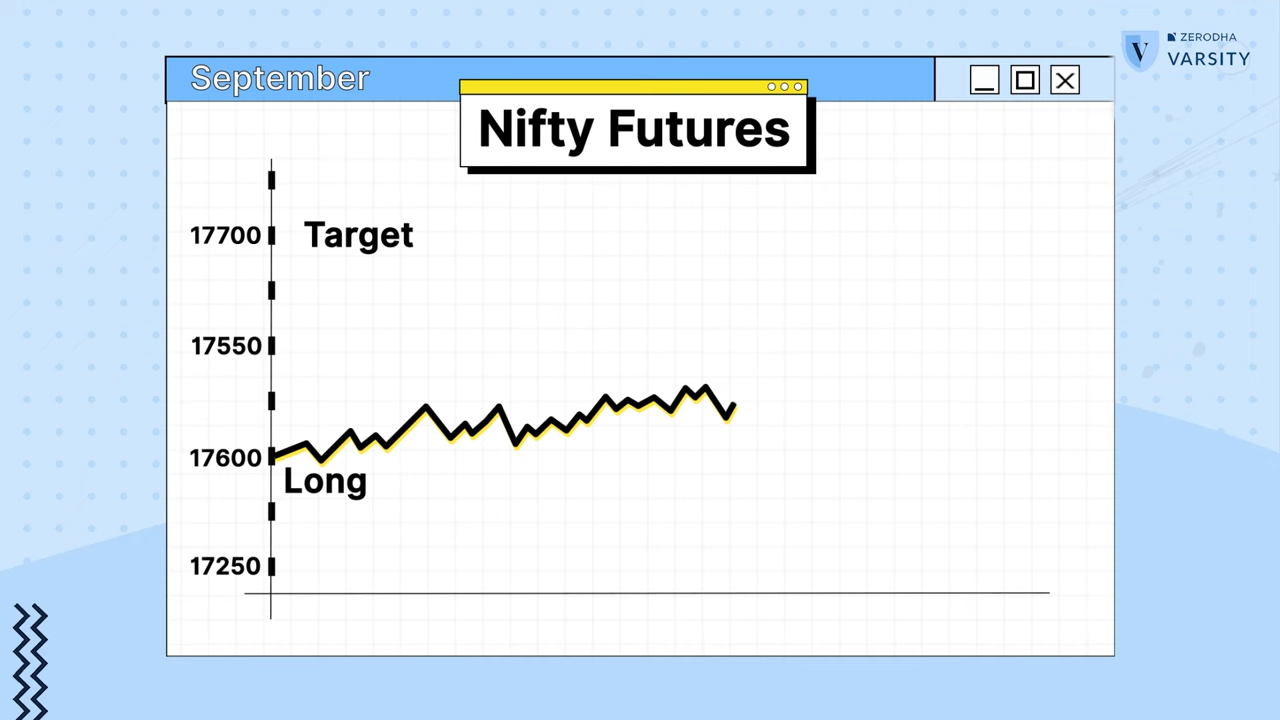 ZERODHA
VARSITY
September
Nifty Futures
17700
Target
17550
17600
Long
17250